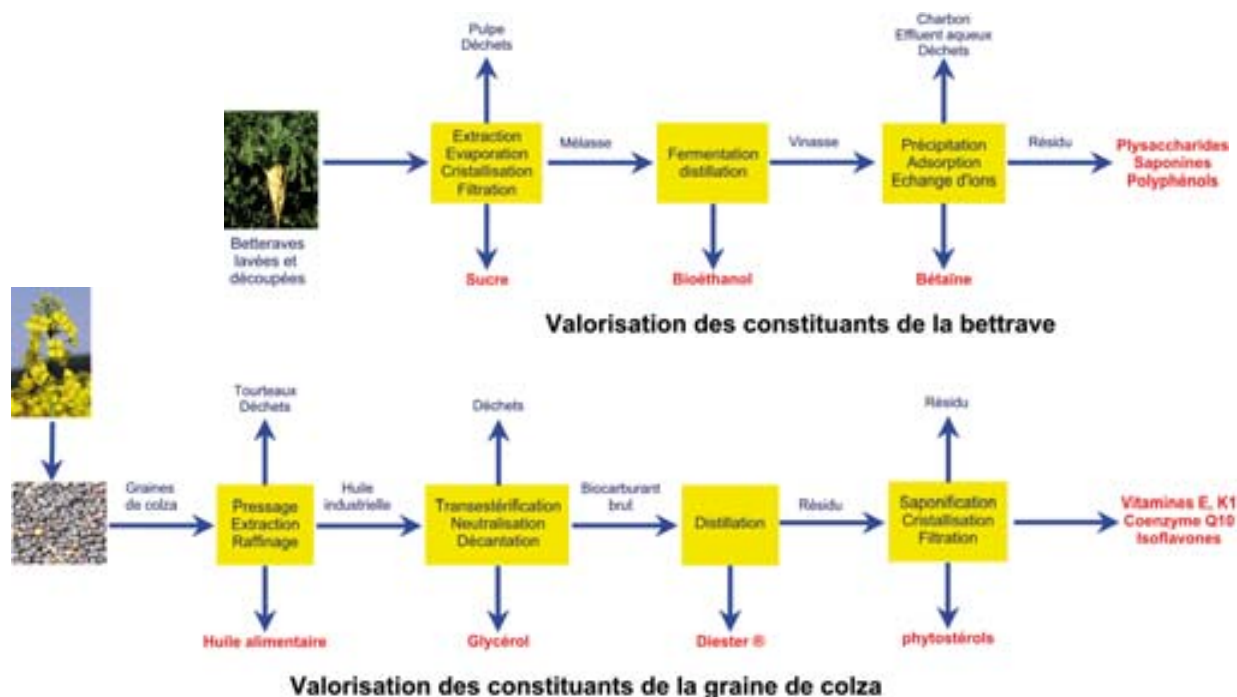 Pulpe
Déchets
Charbon
Effluent aqueux
Déchets
Extraction
Evaporation
Cristallisation
Filtration
Mélasse
Fermentation
distillation
Vinasse
Précipitation
Adsorption
Echange d'ions
Résidu
Plysaccharides
Saponines
Polyphénols
Betteraves
lavées et
découpées
Sucre
Bioéthanol
Bétaïne
Valorisation des constituants de la bettrave
Tourteaux
Déchets
Déchets
Résidu
Graines
de colza
Pressage
Extraction
Raffinage
Huile
industrielle
Transestérification
Neutralisation
Décantation
Biocarburant
brut
Distillation
Résidu
Saponification
Cristallisation
Filtration
Vitamines E, K1
Coenzyme Q10
Isoflavones
Huile alimentaire
Glycérol
Diester ®
phytostérols
Valorisation des constituants de la graine de colza